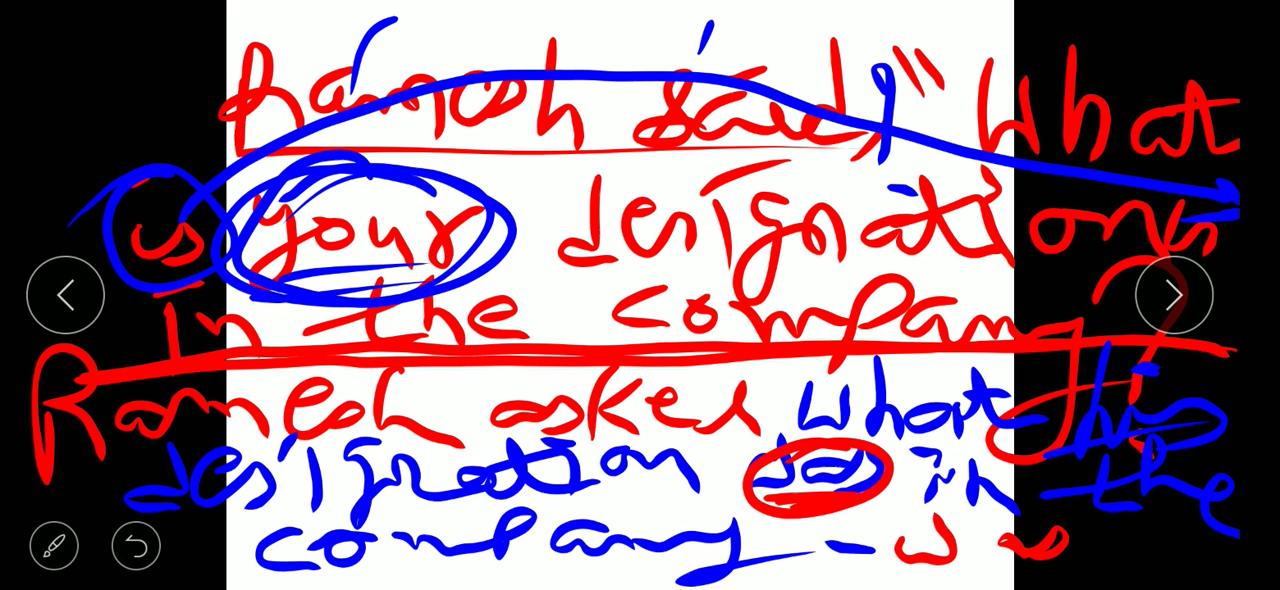 Ramesh said, "What
is your designation
in the company
Ramesh asked what his
designation was in the
company -